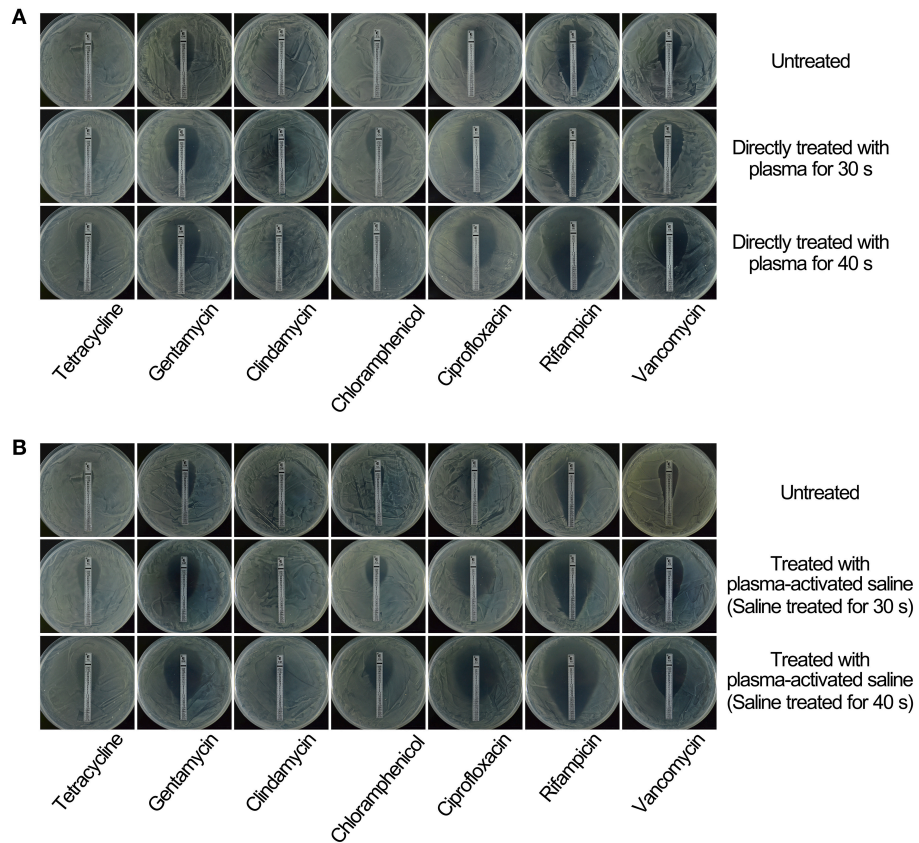 A
Untreated
Directly treated with
plasma for 30 s
Directly treated with
plasma for 40 s
Tetracycline
Gentamycin
Clindamycin
Chloramphenicol
Ciprofloxacin
Rifampicin
Vancomycin
B
Untreated
Treated with
plasma-activated saline
(Saline treated for 30 s)
Treated with
plasma-activated saline
(Saline treated for 40 s)
Tetracycline
Gentamycin
Clindamycin
Chloramphenicol
Ciprofloxacin
Rifampicin
Vancomycin